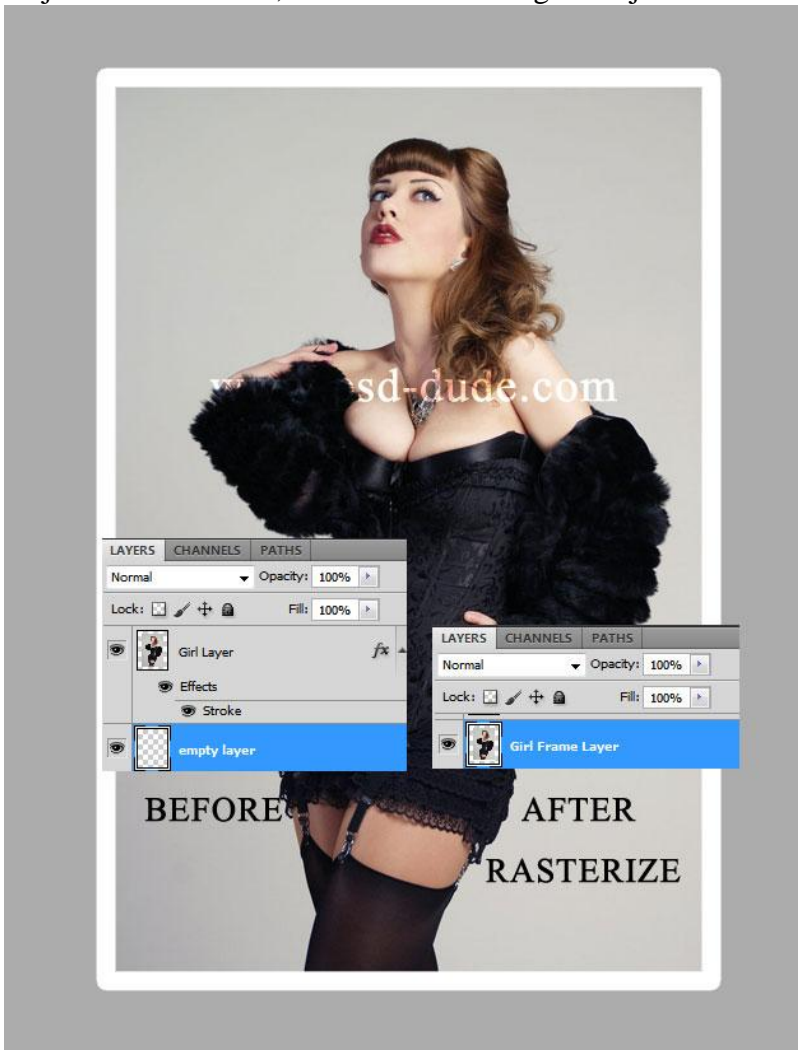 sd-dude.com
LAYERS CHANNELS PATHS
Normal Opacity: 100%
Lock: Fill: 100%
Girl Layer fx
Effects
Stroke
empty layer
LAYERS CHANNELS PATHS
Normal Opacity: 100%
Lock: Fill: 100%
Girl Frame Layer
BEFORE AFTER
RASTERIZE